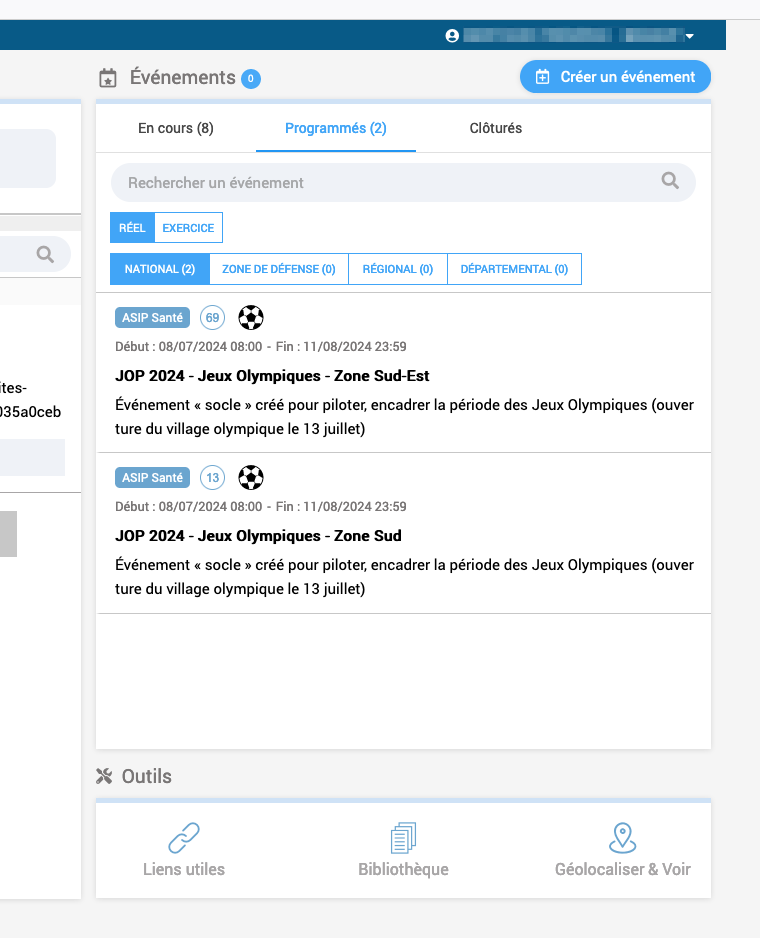 Événements 0
Créer un événement
En cours (8) Programmés (2) Clôturés
Rechercher un événement
RÉEL EXERCICE
NATIONAL (2) ZONE DE DÉFENSE (0) RÉGIONAL (0) DÉPARTEMENTAL (0)
ASIP Santé 69
Début : 08/07/2024 08:00 - Fin : 11/08/2024 23:59
JOP 2024 - Jeux Olympiques - Zone Sud-Est
Événement « socle » créé pour piloter, encadrer la période des Jeux Olympiques (ouver
ture du village olympique le 13 juillet)
ASIP Santé 13
Début : 08/07/2024 08:00 - Fin : 11/08/2024 23:59
JOP 2024 - Jeux Olympiques - Zone Sud
Événement « socle » créé pour piloter, encadrer la période des Jeux Olympiques (ouver
ture du village olympique le 13 juillet)
ites-
035a0ceb
Outils
Liens utiles Bibliothèque Géolocaliser & Voir